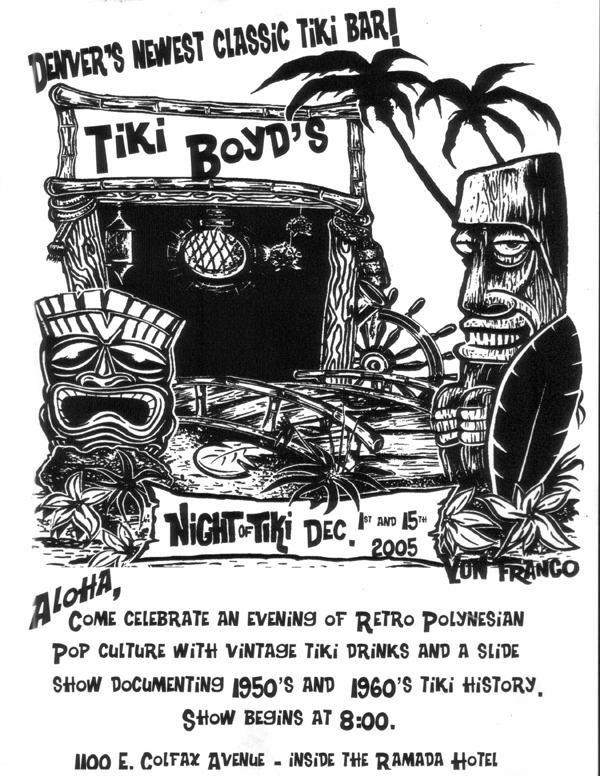 DENVER'S NEWEST CLASSIC TIKI BAR!
TIKI BOYD'S
NIGHT OF TIKI DEC. 1ST AND 15TH
2005
VON FRANCO
ALOHA,
COME CELEBRATE AN EVENING OF RETRO POLYNESIAN
POP CULTURE WITH VINTAGE TIKI DRINKS AND A SLIDE
SHOW DOCUMENTING 1950'S AND 1960'S TIKI HISTORY.
SHOW BEGINS AT 8:00.
1100 E. COLFAX AVENUE - INSIDE THE RAMADA HOTEL